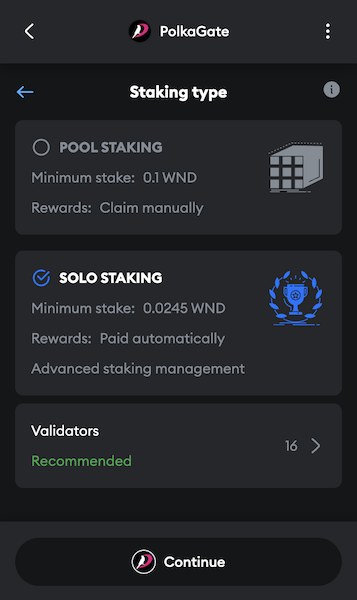 PolkaGate
Staking type
POOL STAKING
Minimum stake: 0.1 WND
Rewards: Claim manually
SOLO STAKING
Minimum stake: 0.0245 WND
Rewards: Paid automatically
Advanced staking management
Validators
16
Recommended
Continue